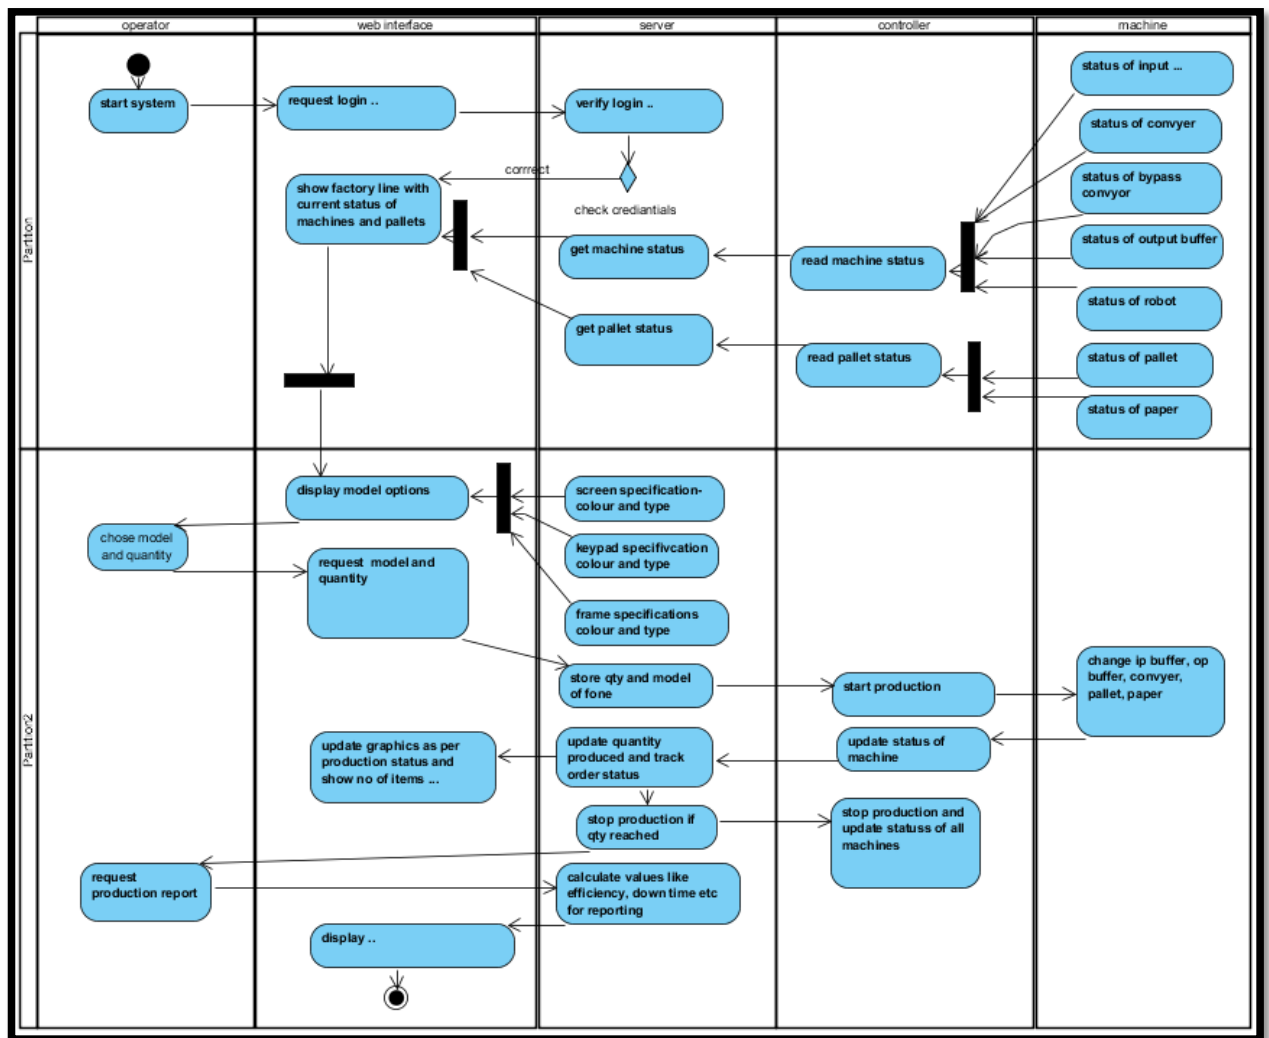 operator
web interface
server
controller
machine
Partition
start system
request login ..
verify login ..
status of input ...
status of convyer
status of bypass
convyor
status of output buffer
status of robot
status of pallet
status of paper
corrrect
check crediantials
show factory line with
current status of
machines and pallets
get machine status
read machine status
get pallet status
read pallet status
Partition2
display model options
screen specification-
colour and type
keypad specifivcation
colour and type
frame specifications
colour and type
chose model
and quantity
request model and
quantity
store qty and model
of fone
start production
change ip buffer, op
buffer, convyer,
pallet, paper
update status of
machine
update quantity
produced and track
order status
update graphics as per
production status and
show no of items ...
stop production if
qty reached
stop production and
update statuss of all
machines
request
production report
calculate values like
efficiency, down time etc
for reporting
display ..